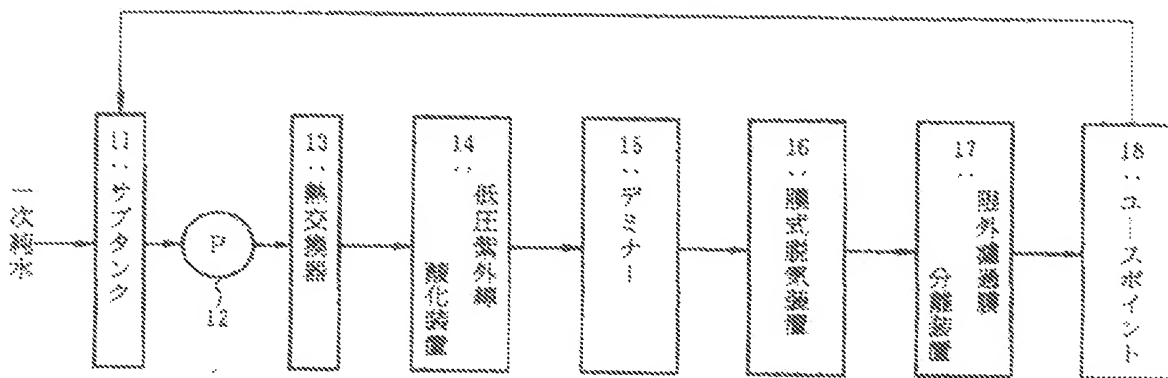 一次純水
11:サブタンク
P
12
13:熱交換器
14:低圧紫外線
酸化装置
15:デミナー
16:膜式脱気装置
17:限外濾過膜
分離装置
18:ユースポイント